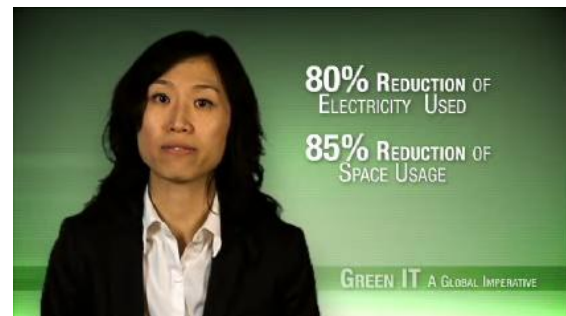 80% REDUCTION OF
ELECTRICITY USED
85% REDUCTION OF
SPACE USAGE
GREEN IT A GLOBAL IMPERATIVE